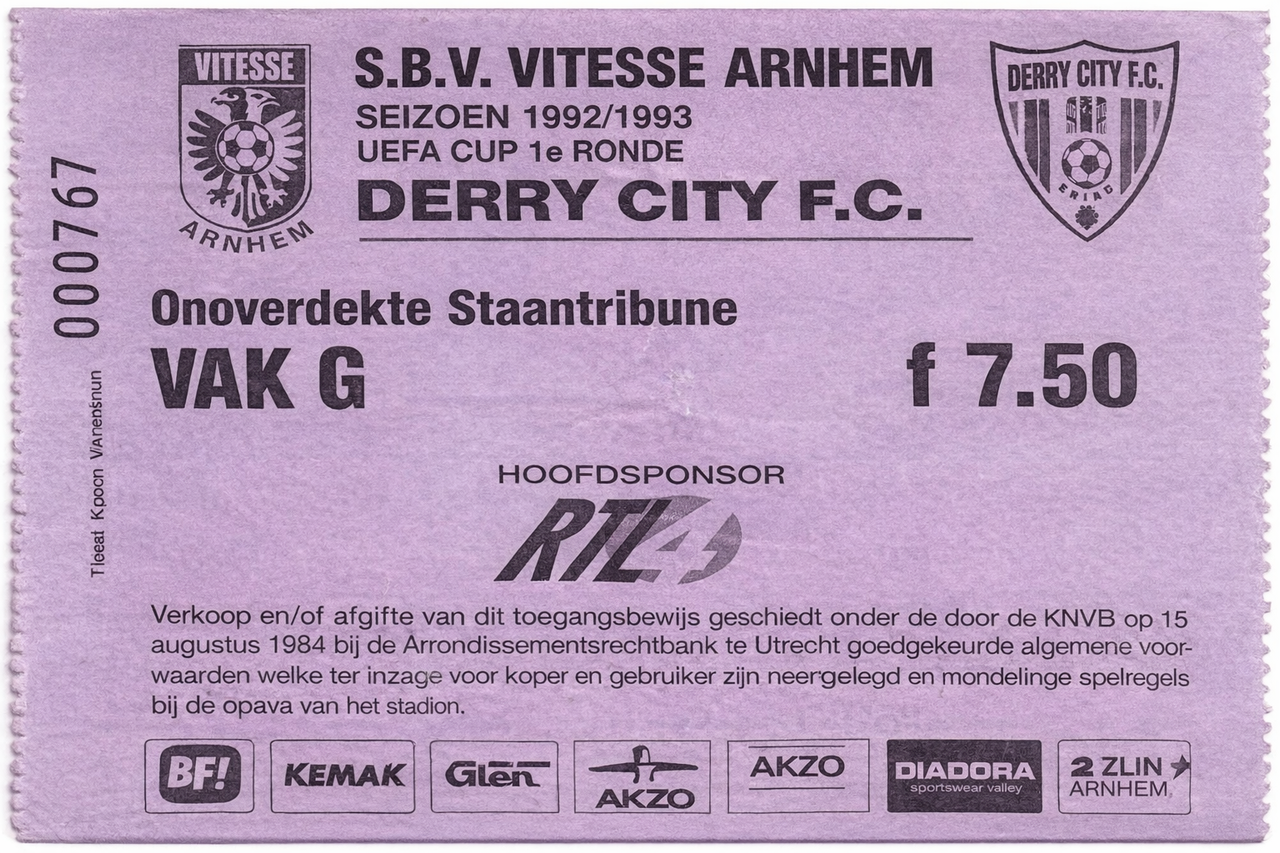 VITESSE
ARNHEM
S.B.V. VITESSE ARNHEM
SEIZOEN 1992/1993
UEFA CUP 1e RONDE
DERRY CITY F.C.
DERRY CITY F.C.
000767
Onoverdekte Staantribune
VAK G
f 7.50
HOOFDSPONSOR
RTL4
Verkoop en/of afgifte van dit toegangsbewijs geschiedt onder de door de KNVB op 15
augustus 1984 bij de Arrondissementsrechtbank te Utrecht goedgekeurde algemene voor-
waarden welke ter inzage voor koper en gebruiker zijn neergelegd en mondelinge spelregels
bij de opava van het stadion.
BF!
KEMAK
Glēn
AKZO
AKZO
DIADORA
sportswear valley
2 ZLIN
ARNHEM